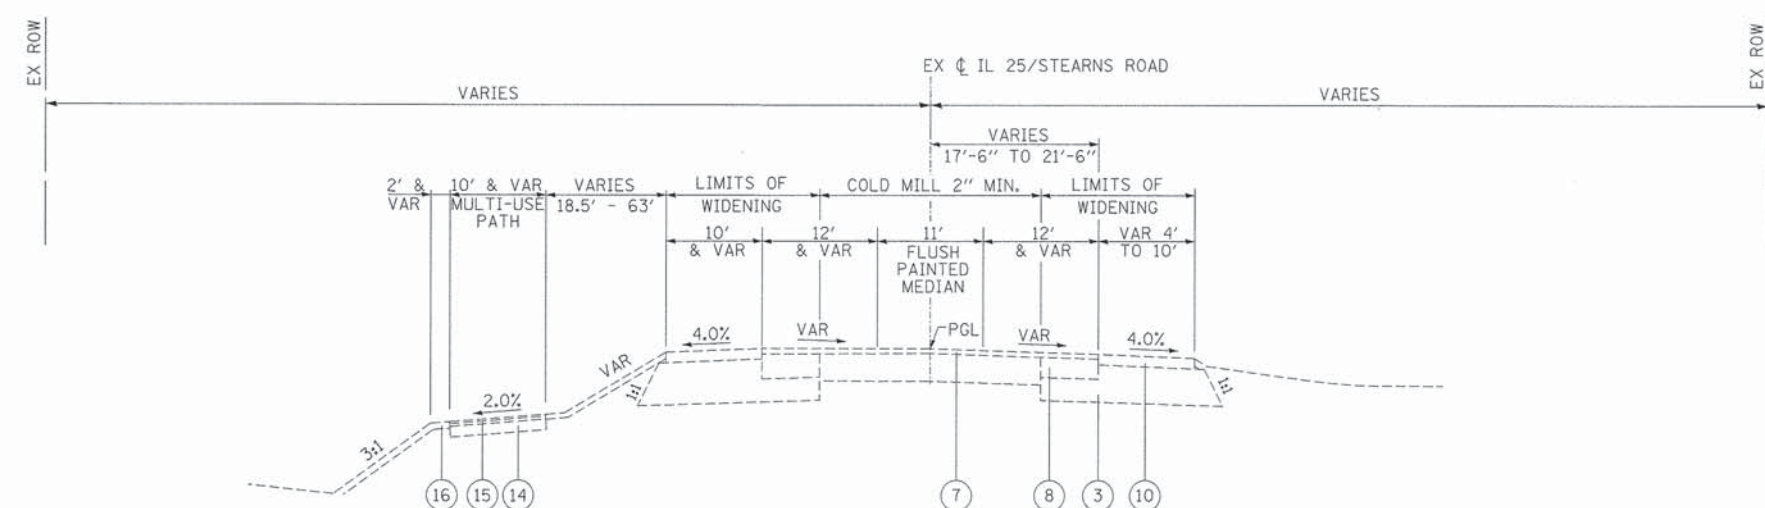 EX ROW
EX ROW
EX ℄ IL 25/STEARNS ROAD
VARIES
VARIES
VARIES
17'-6" TO 21'-6"
2' &
VAR
10' & VAR
MULTI-USE
PATH
VARIES
18.5' - 63'
LIMITS OF
WIDENING
COLD MILL 2" MIN.
LIMITS OF
WIDENING
10'
& VAR
12'
& VAR
11'
FLUSH
PAINTED
MEDIAN
12'
& VAR
VAR 4'
TO 10'
4.0%
VAR
PGL
VAR
4.0%
VAR
1:1
1:1
2.0%
3:1
16
15
14
7
8
3
10